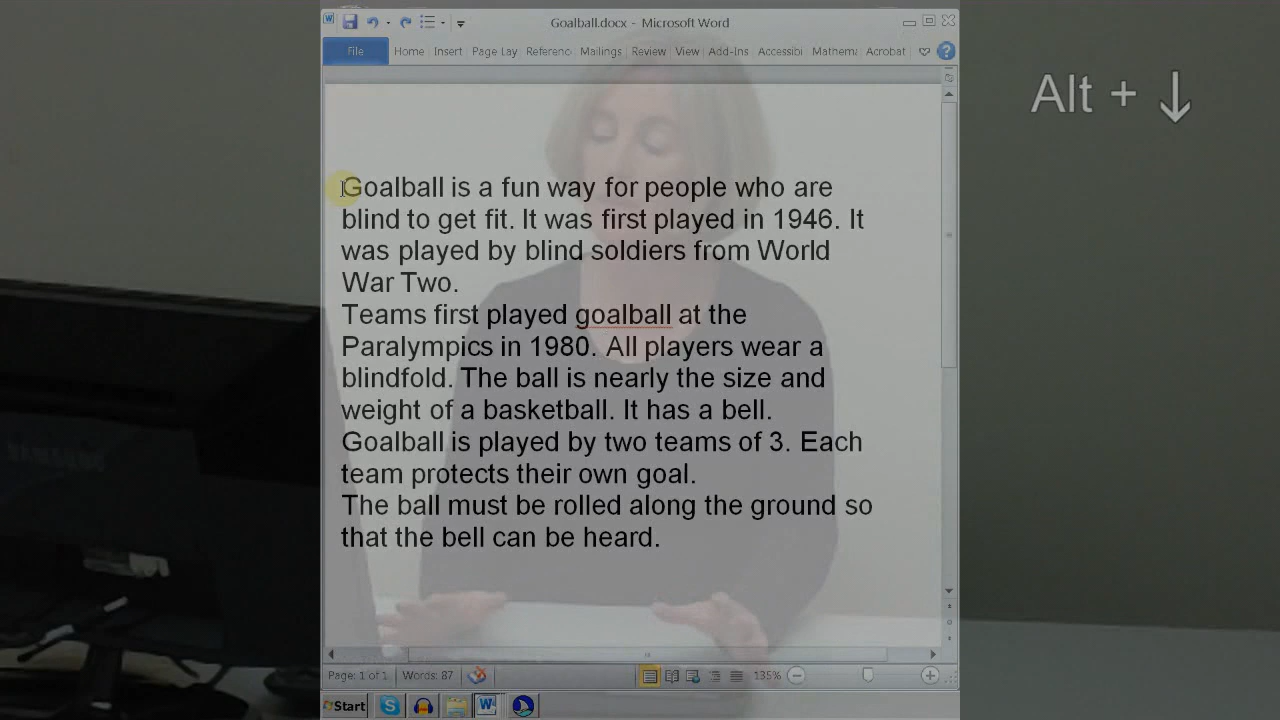 Goalball.docx - Microsoft Word
File Home Insert Page Lay Referenc Mailings Review View Add-Ins Accessibi Mathema Acrobat
Alt + ↓
Goalball is a fun way for people who are
blind to get fit. It was first played in 1946. It
was played by blind soldiers from World
War Two.
Teams first played goalball at the
Paralympics in 1980. All players wear a
blindfold. The ball is nearly the size and
weight of a basketball. It has a bell.
Goalball is played by two teams of 3. Each
team protects their own goal.
The ball must be rolled along the ground so
that the bell can be heard.
SAMSUNG
Page: 1 of 1 Words: 87 135%
Start